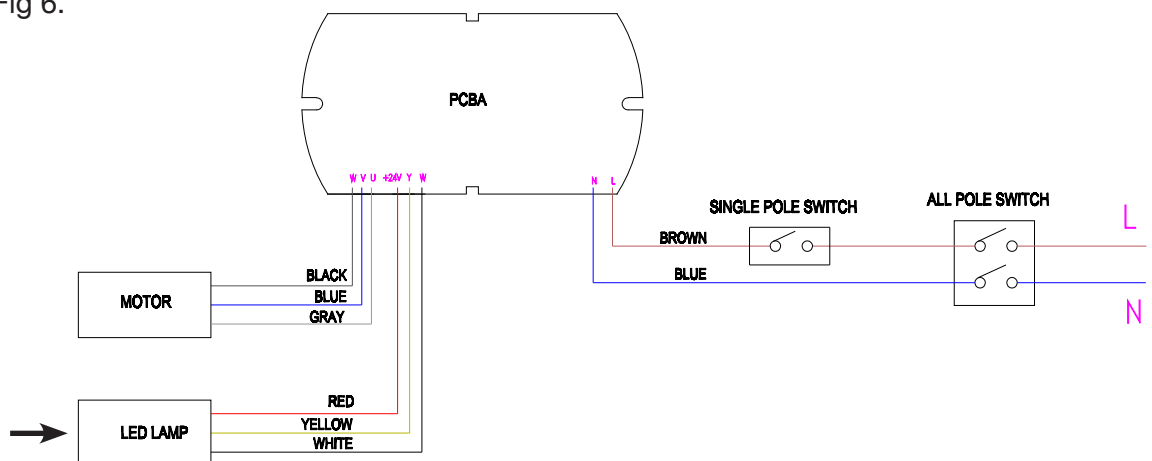 Fig 6.
PCBA
W V U +24V Y W
N L
SINGLE POLE SWITCH
ALL POLE SWITCH
L
BROWN
BLUE
N
BLACK
MOTOR
BLUE
GRAY
RED
LED LAMP
YELLOW
WHITE